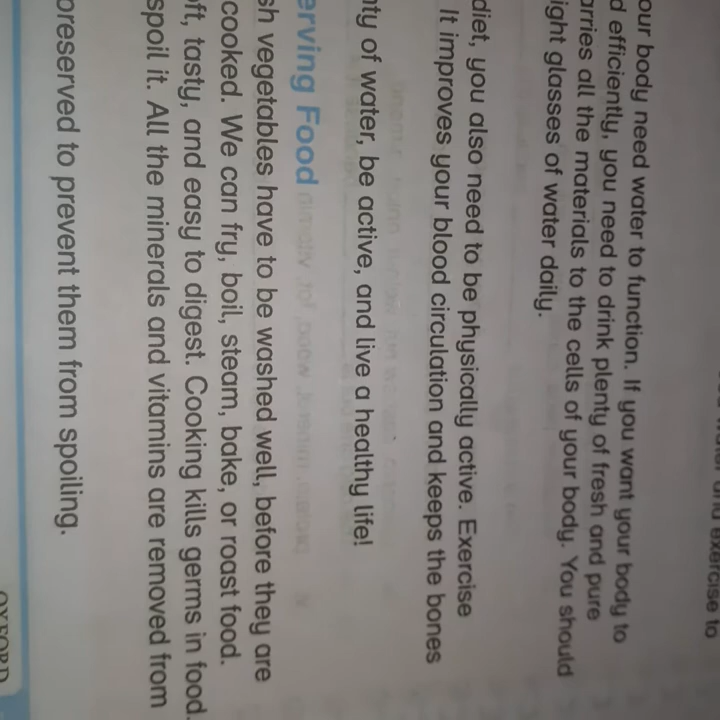 and exercise to
our body need water to function. If you want your body to
d efficiently, you need to drink plenty of fresh and pure
arries all the materials to the cells of your body. You should
ight glasses of water daily.
diet, you also need to be physically active. Exercise
It improves your blood circulation and keeps the bones
nty of water, be active, and live a healthy life!
erving Food
sh vegetables have to be washed well, before they are
cooked. We can fry, boil, steam, bake, or roast food.
oft, tasty, and easy to digest. Cooking kills germs in food.
spoil it. All the minerals and vitamins are removed from
preserved to prevent them from spoiling.
OXFORD